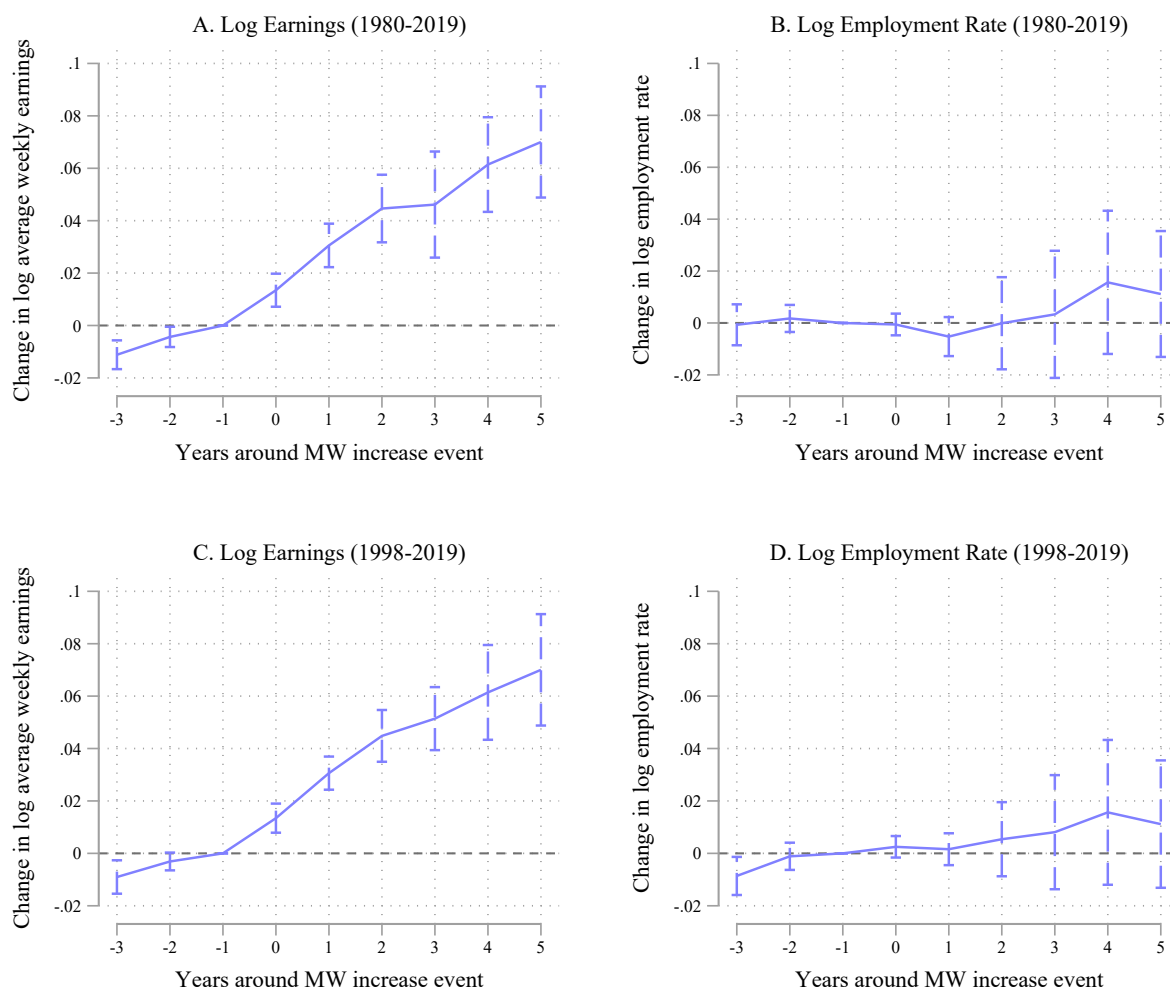 A. Log Earnings (1980-2019)
Change in log average weekly earnings
.1
.08
.06
.04
.02
0
-.02
-3 -2 -1 0 1 2 3 4 5
Years around MW increase event
B. Log Employment Rate (1980-2019)
Change in log employment rate
.1
.08
.06
.04
.02
0
-.02
-3 -2 -1 0 1 2 3 4 5
Years around MW increase event
C. Log Earnings (1998-2019)
Change in log average weekly earnings
.1
.08
.06
.04
.02
0
-.02
-3 -2 -1 0 1 2 3 4 5
Years around MW increase event
D. Log Employment Rate (1998-2019)
Change in log employment rate
.1
.08
.06
.04
.02
0
-.02
-3 -2 -1 0 1 2 3 4 5
Years around MW increase event